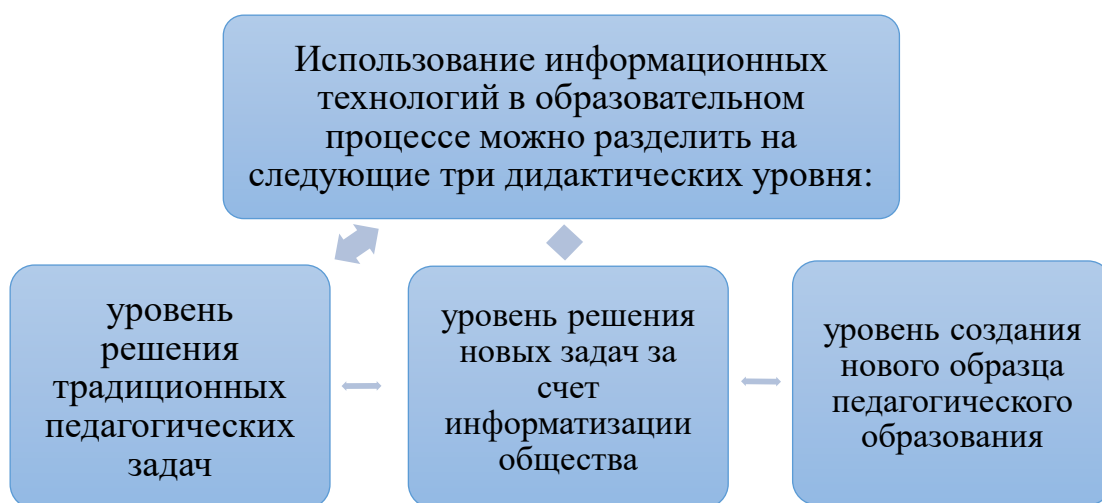 Использование информационных
технологий в образовательном
процессе можно разделить на
следующие три дидактических уровня:
уровень
решения
традиционных
педагогических
задач
уровень решения
новых задач за
счет
информатизации
общества
уровень создания
нового образца
педагогического
образования